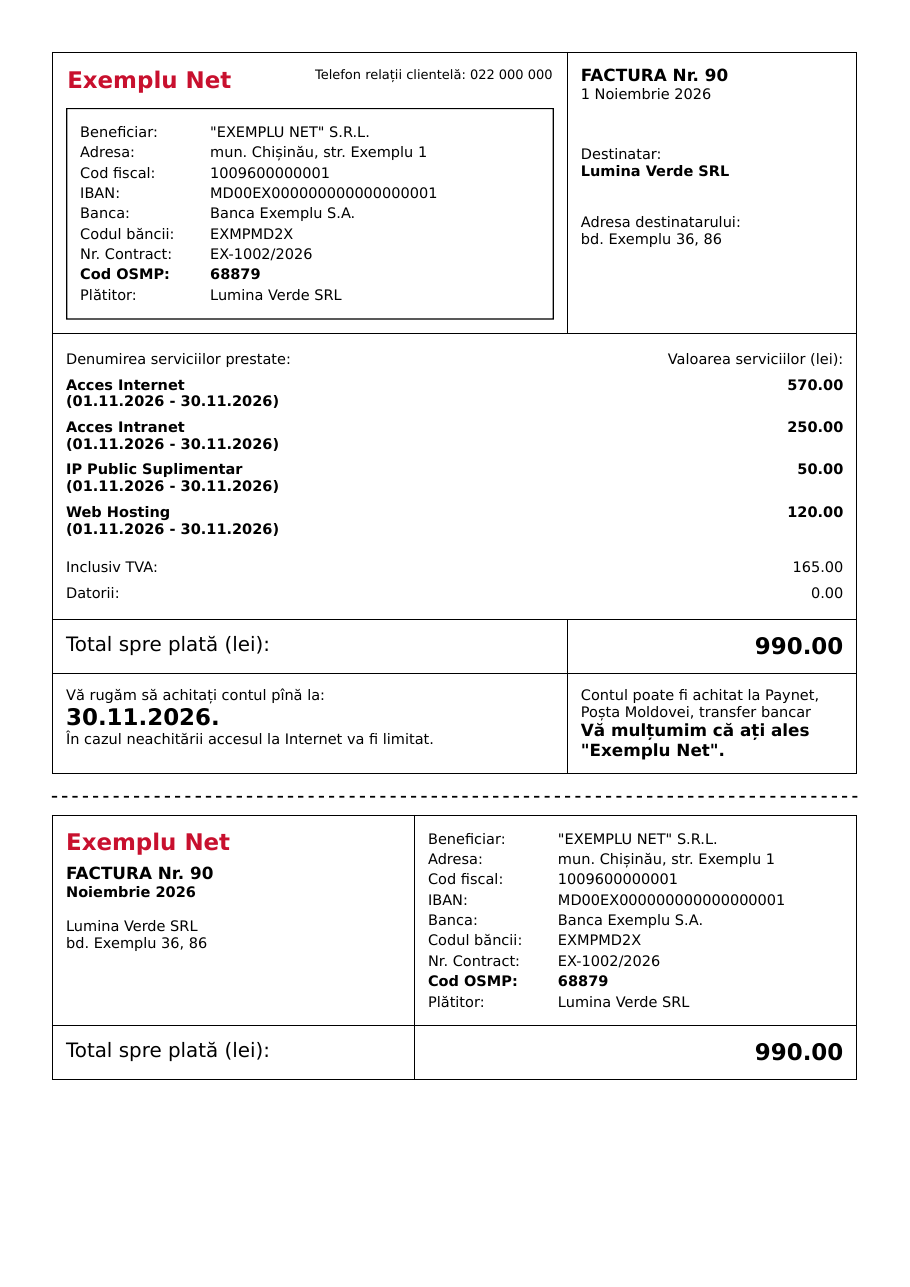 Exemplu Net
Telefon relații clientelă: 022 000 000
Beneficiar: "EXEMPLU NET" S.R.L.
Adresa: mun. Chișinău, str. Exemplu 1
Cod fiscal: 1009600000001
IBAN: MD00EX000000000000000001
Banca: Banca Exemplu S.A.
Codul băncii: EXMPMD2X
Nr. Contract: EX-1002/2026
Cod OSMP: 68879
Plătitor: Lumina Verde SRL
FACTURA Nr. 90
1 Noiembrie 2026
Destinatar:
Lumina Verde SRL
Adresa destinatarului:
bd. Exemplu 36, 86
Denumirea serviciilor prestate: Valoarea serviciilor (lei):
Acces Internet 570.00
(01.11.2026 - 30.11.2026)
Acces Intranet 250.00
(01.11.2026 - 30.11.2026)
IP Public Suplimentar 50.00
(01.11.2026 - 30.11.2026)
Web Hosting 120.00
(01.11.2026 - 30.11.2026)
Inclusiv TVA: 165.00
Datorii: 0.00
Total spre plată (lei): 990.00
Vă rugăm să achitați contul pînă la:
30.11.2026.
În cazul neachitării accesul la Internet va fi limitat.
Contul poate fi achitat la Paynet,
Poșta Moldovei, transfer bancar
Vă mulțumim că ați ales
"Exemplu Net".
Exemplu Net
FACTURA Nr. 90
Noiembrie 2026
Lumina Verde SRL
bd. Exemplu 36, 86
Beneficiar: "EXEMPLU NET" S.R.L.
Adresa: mun. Chișinău, str. Exemplu 1
Cod fiscal: 1009600000001
IBAN: MD00EX000000000000000001
Banca: Banca Exemplu S.A.
Codul băncii: EXMPMD2X
Nr. Contract: EX-1002/2026
Cod OSMP: 68879
Plătitor: Lumina Verde SRL
Total spre plată (lei): 990.00